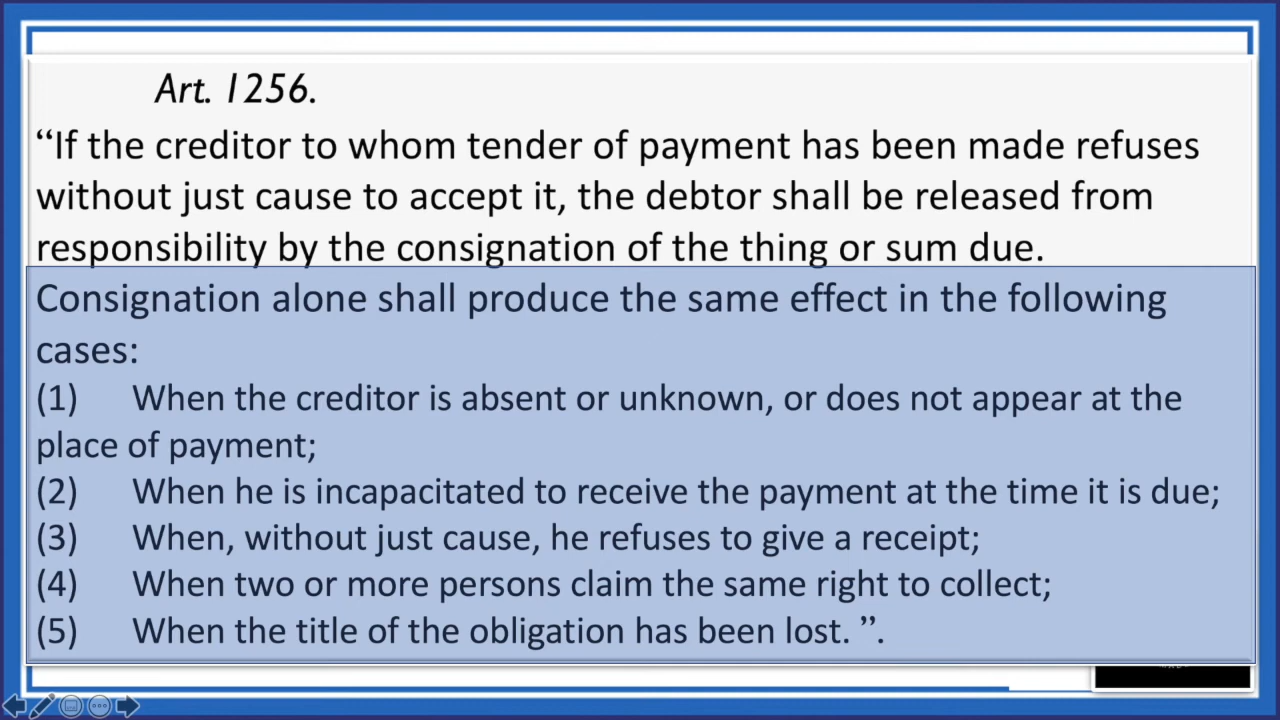 Art. 1256.
“If the creditor to whom tender of payment has been made refuses
without just cause to accept it, the debtor shall be released from
responsibility by the consignation of the thing or sum due.
Consignation alone shall produce the same effect in the following
cases:
(1) When the creditor is absent or unknown, or does not appear at the
place of payment;
(2) When he is incapacitated to receive the payment at the time it is due;
(3) When, without just cause, he refuses to give a receipt;
(4) When two or more persons claim the same right to collect;
(5) When the title of the obligation has been lost. ”.